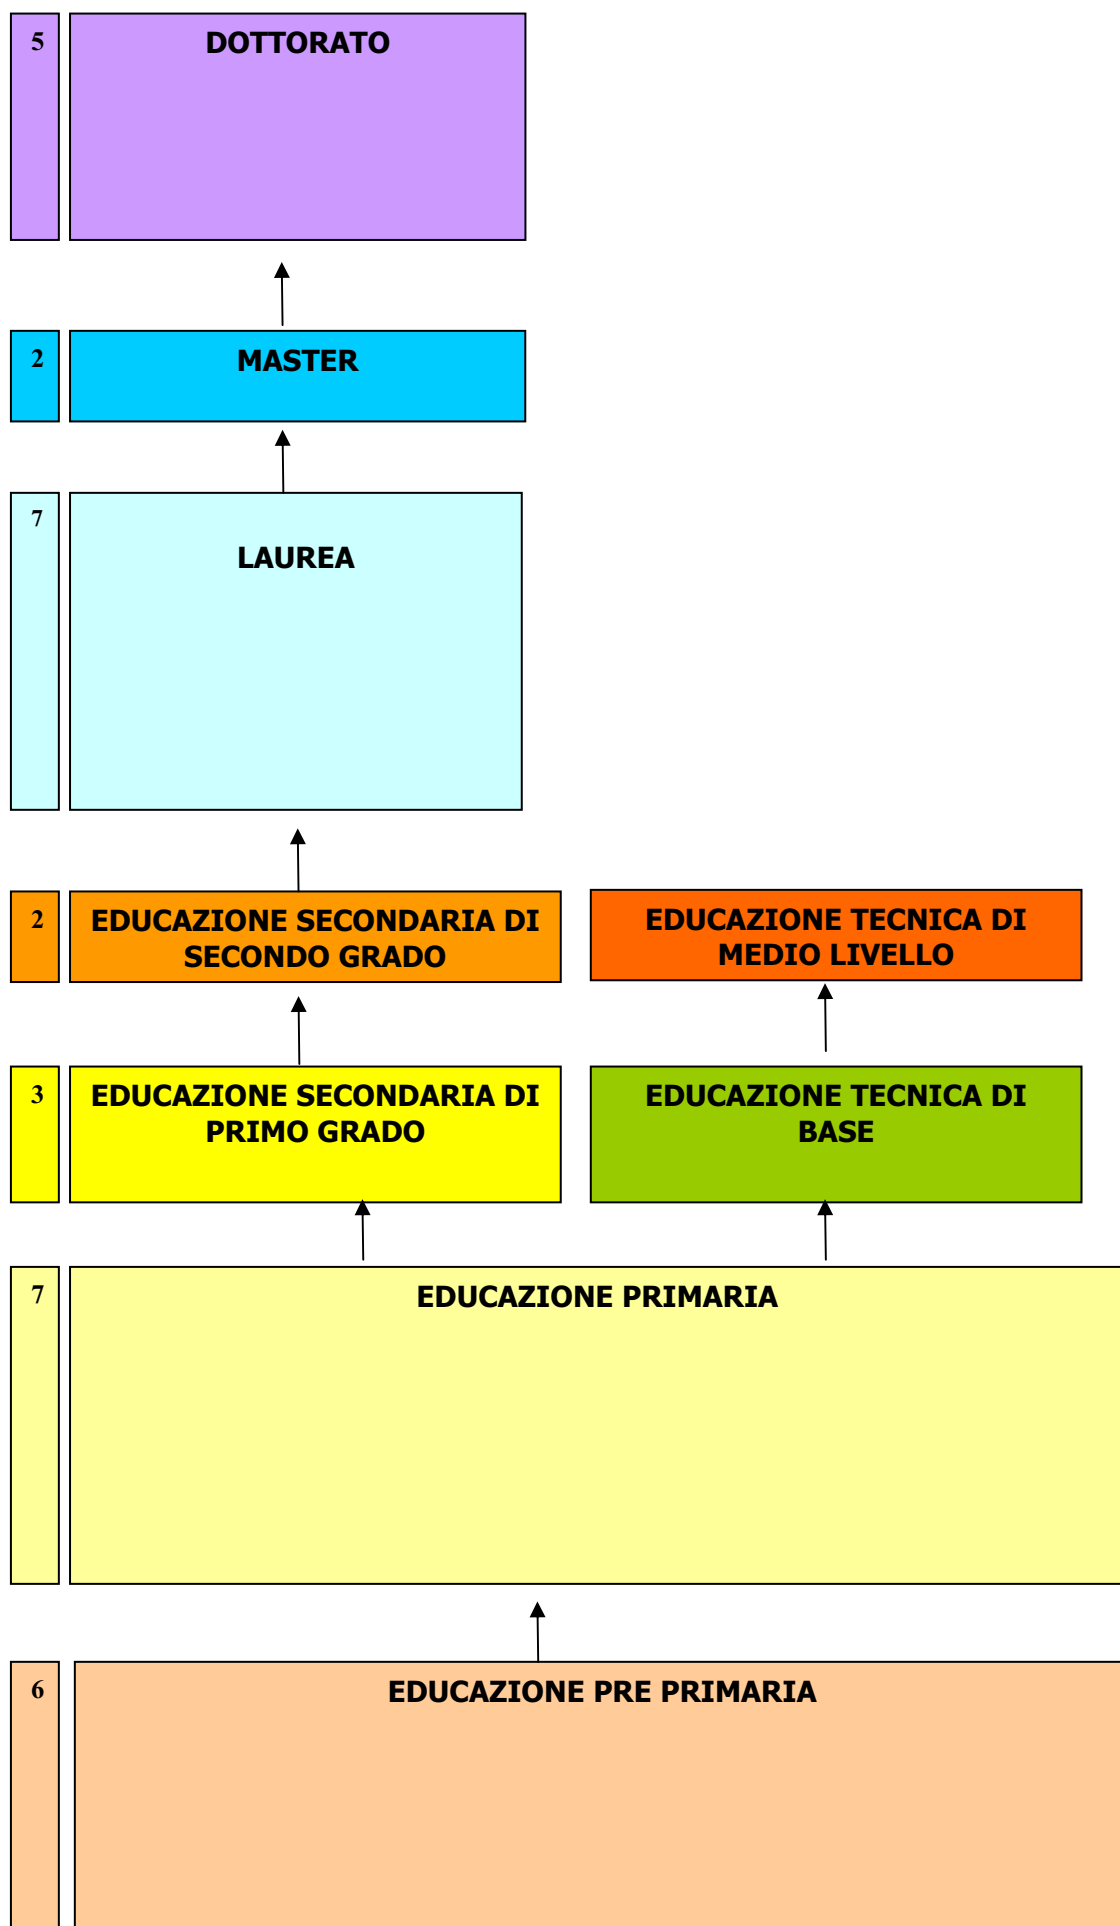 5
DOTTORATO
2
MASTER
7
LAUREA
2
EDUCAZIONE SECONDARIA DI
SECONDO GRADO
EDUCAZIONE TECNICA DI
MEDIO LIVELLO
3
EDUCAZIONE SECONDARIA DI
PRIMO GRADO
EDUCAZIONE TECNICA DI
BASE
7
EDUCAZIONE PRIMARIA
6
EDUCAZIONE PRE PRIMARIA